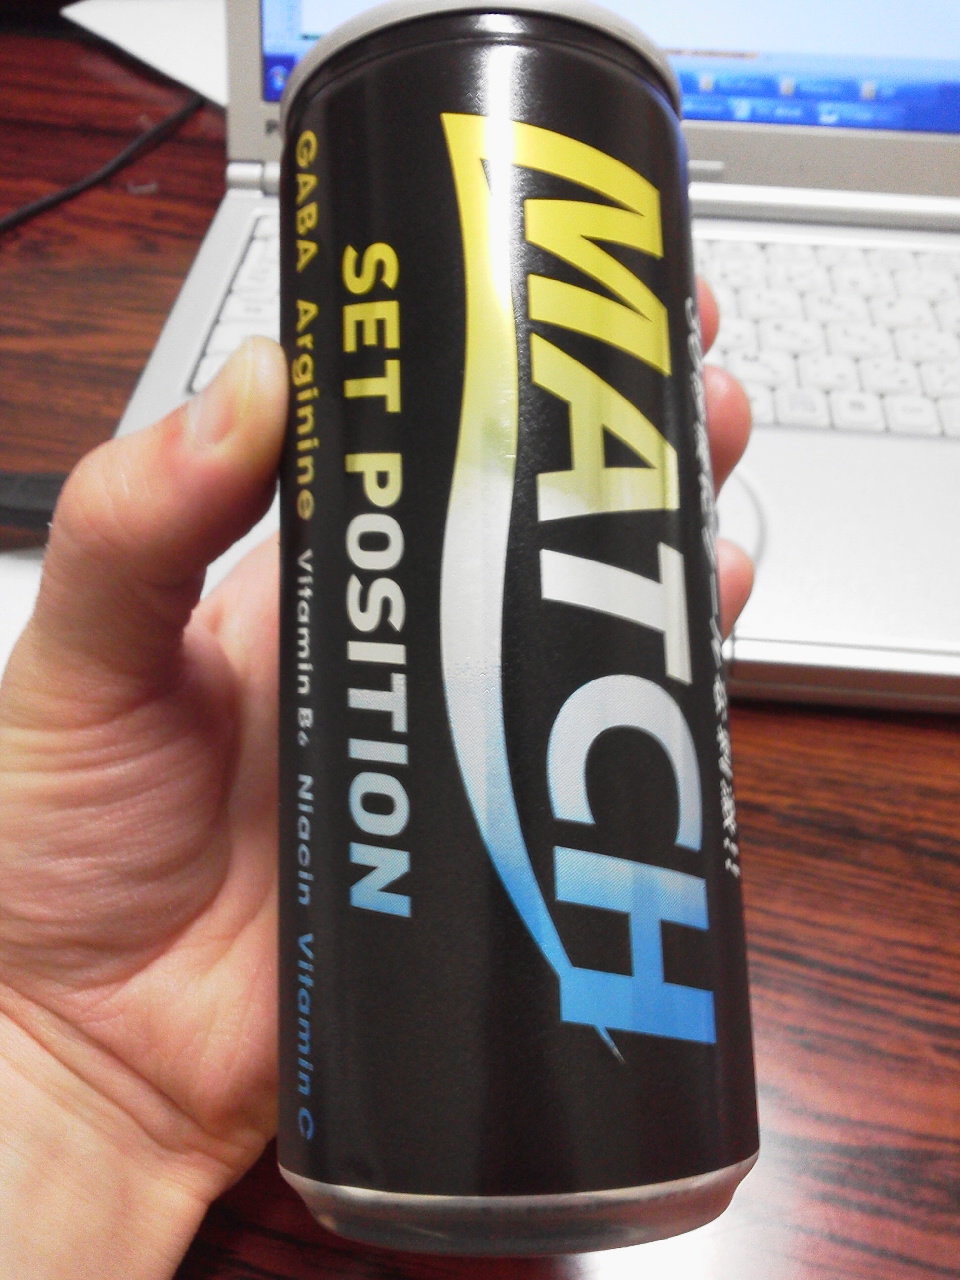 MATCH
SET POSITION
GABA Arginine Vitamin B6 Niacin Vitamin C